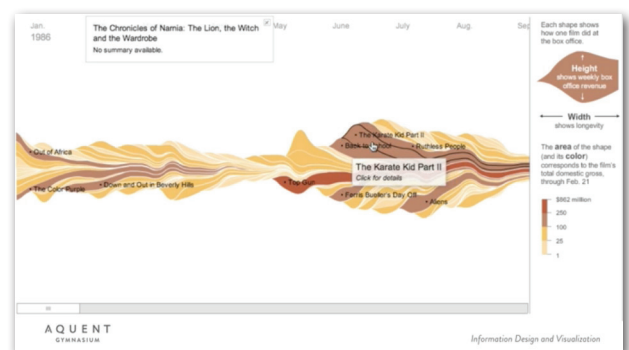 Jan.
1986
The Chronicles of Narnia: The Lion, the Witch
and the Wardrobe
No summary available.
May
June
July
Aug.
Sep
Each shape shows
how one film did at
the box office.
Height
shows weekly box
office revenue
Width
shows longevity
The area of the shape
(and its color)
corresponds to the film's
total domestic gross,
through Feb. 21
$862 million
250
100
25
1
• The Karate Kid Part II
• Back to School
• Ruthless People
The Karate Kid Part II
Click for details
• Out of Africa
• The Color Purple
• Down and Out in Beverly Hills
• Top Gun
• Ferris Bueller's Day Off
• Aliens
AQUENT
GYMNASIUM
Information Design and Visualization